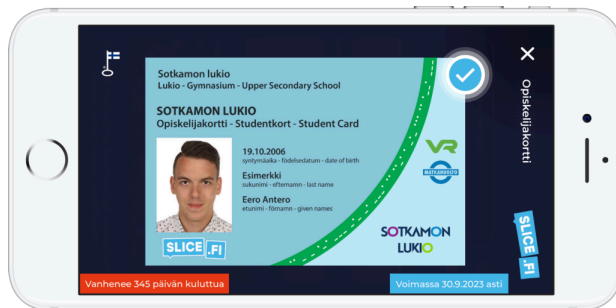 Sotkamon lukio
Lukio - Gymnasium - Upper Secondary School
SOTKAMON LUKIO
Opiskelijakortti - Studentkort - Student Card
19.10.2006
syntymäaika - födelsedatum - date of birth
Esimerkki
sukunimi - efternamn - last name
Eero Antero
etunimi - förnamn - given names
VR
MATKAHUOLTO
SOTKAMON
LUKIO
SLICE.FI
Opiskelijakortti
SLICE.FI
Vanhenee 345 päivän kuluttua
Voimassa 30.9.2023 asti